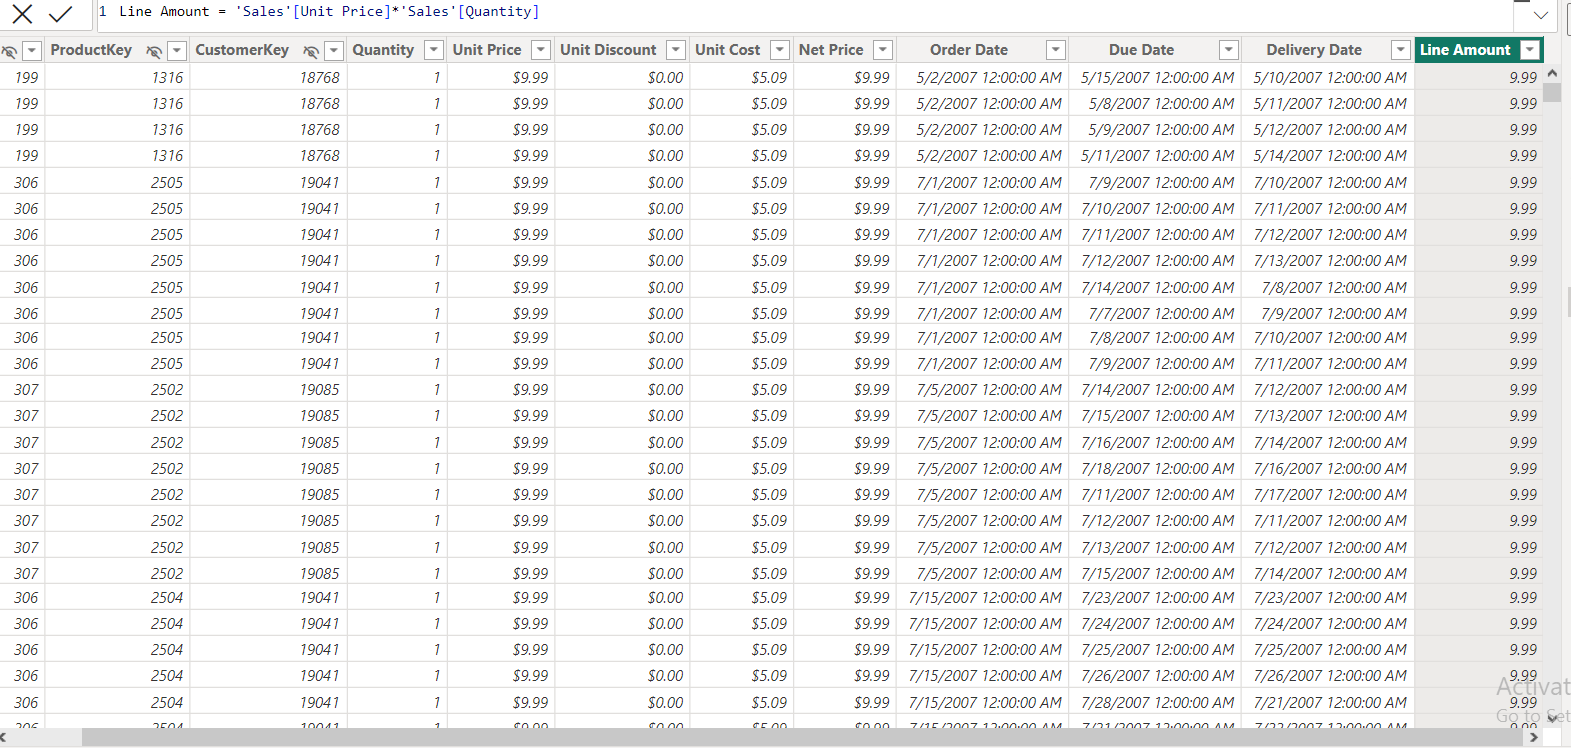 1 Line Amount = 'Sales'[Unit Price]*'Sales'[Quantity]
ProductKey CustomerKey Quantity Unit Price Unit Discount Unit Cost Net Price Order Date Due Date Delivery Date Line Amount
199 1316 18768 1 $9.99 $0.00 $5.09 $9.99 5/2/2007 12:00:00 AM 5/15/2007 12:00:00 AM 5/10/2007 12:00:00 AM 9.99
199 1316 18768 1 $9.99 $0.00 $5.09 $9.99 5/2/2007 12:00:00 AM 5/8/2007 12:00:00 AM 5/11/2007 12:00:00 AM 9.99
199 1316 18768 1 $9.99 $0.00 $5.09 $9.99 5/2/2007 12:00:00 AM 5/9/2007 12:00:00 AM 5/12/2007 12:00:00 AM 9.99
199 1316 18768 1 $9.99 $0.00 $5.09 $9.99 5/2/2007 12:00:00 AM 5/11/2007 12:00:00 AM 5/14/2007 12:00:00 AM 9.99
306 2505 19041 1 $9.99 $0.00 $5.09 $9.99 7/1/2007 12:00:00 AM 7/9/2007 12:00:00 AM 7/10/2007 12:00:00 AM 9.99
306 2505 19041 1 $9.99 $0.00 $5.09 $9.99 7/1/2007 12:00:00 AM 7/10/2007 12:00:00 AM 7/11/2007 12:00:00 AM 9.99
306 2505 19041 1 $9.99 $0.00 $5.09 $9.99 7/1/2007 12:00:00 AM 7/11/2007 12:00:00 AM 7/12/2007 12:00:00 AM 9.99
306 2505 19041 1 $9.99 $0.00 $5.09 $9.99 7/1/2007 12:00:00 AM 7/12/2007 12:00:00 AM 7/13/2007 12:00:00 AM 9.99
306 2505 19041 1 $9.99 $0.00 $5.09 $9.99 7/1/2007 12:00:00 AM 7/14/2007 12:00:00 AM 7/8/2007 12:00:00 AM 9.99
306 2505 19041 1 $9.99 $0.00 $5.09 $9.99 7/1/2007 12:00:00 AM 7/7/2007 12:00:00 AM 7/9/2007 12:00:00 AM 9.99
306 2505 19041 1 $9.99 $0.00 $5.09 $9.99 7/1/2007 12:00:00 AM 7/8/2007 12:00:00 AM 7/10/2007 12:00:00 AM 9.99
306 2505 19041 1 $9.99 $0.00 $5.09 $9.99 7/1/2007 12:00:00 AM 7/9/2007 12:00:00 AM 7/11/2007 12:00:00 AM 9.99
307 2502 19085 1 $9.99 $0.00 $5.09 $9.99 7/5/2007 12:00:00 AM 7/14/2007 12:00:00 AM 7/12/2007 12:00:00 AM 9.99
307 2502 19085 1 $9.99 $0.00 $5.09 $9.99 7/5/2007 12:00:00 AM 7/15/2007 12:00:00 AM 7/13/2007 12:00:00 AM 9.99
307 2502 19085 1 $9.99 $0.00 $5.09 $9.99 7/5/2007 12:00:00 AM 7/16/2007 12:00:00 AM 7/14/2007 12:00:00 AM 9.99
307 2502 19085 1 $9.99 $0.00 $5.09 $9.99 7/5/2007 12:00:00 AM 7/18/2007 12:00:00 AM 7/16/2007 12:00:00 AM 9.99
307 2502 19085 1 $9.99 $0.00 $5.09 $9.99 7/5/2007 12:00:00 AM 7/11/2007 12:00:00 AM 7/17/2007 12:00:00 AM 9.99
307 2502 19085 1 $9.99 $0.00 $5.09 $9.99 7/5/2007 12:00:00 AM 7/12/2007 12:00:00 AM 7/11/2007 12:00:00 AM 9.99
307 2502 19085 1 $9.99 $0.00 $5.09 $9.99 7/5/2007 12:00:00 AM 7/13/2007 12:00:00 AM 7/12/2007 12:00:00 AM 9.99
307 2502 19085 1 $9.99 $0.00 $5.09 $9.99 7/5/2007 12:00:00 AM 7/15/2007 12:00:00 AM 7/14/2007 12:00:00 AM 9.99
306 2504 19041 1 $9.99 $0.00 $5.09 $9.99 7/15/2007 12:00:00 AM 7/23/2007 12:00:00 AM 7/23/2007 12:00:00 AM 9.99
306 2504 19041 1 $9.99 $0.00 $5.09 $9.99 7/15/2007 12:00:00 AM 7/24/2007 12:00:00 AM 7/24/2007 12:00:00 AM 9.99
306 2504 19041 1 $9.99 $0.00 $5.09 $9.99 7/15/2007 12:00:00 AM 7/25/2007 12:00:00 AM 7/25/2007 12:00:00 AM 9.99
306 2504 19041 1 $9.99 $0.00 $5.09 $9.99 7/15/2007 12:00:00 AM 7/26/2007 12:00:00 AM 7/26/2007 12:00:00 AM 9.99
306 2504 19041 1 $9.99 $0.00 $5.09 $9.99 7/15/2007 12:00:00 AM 7/28/2007 12:00:00 AM 7/21/2007 12:00:00 AM 9.99
Activat
Go to Set